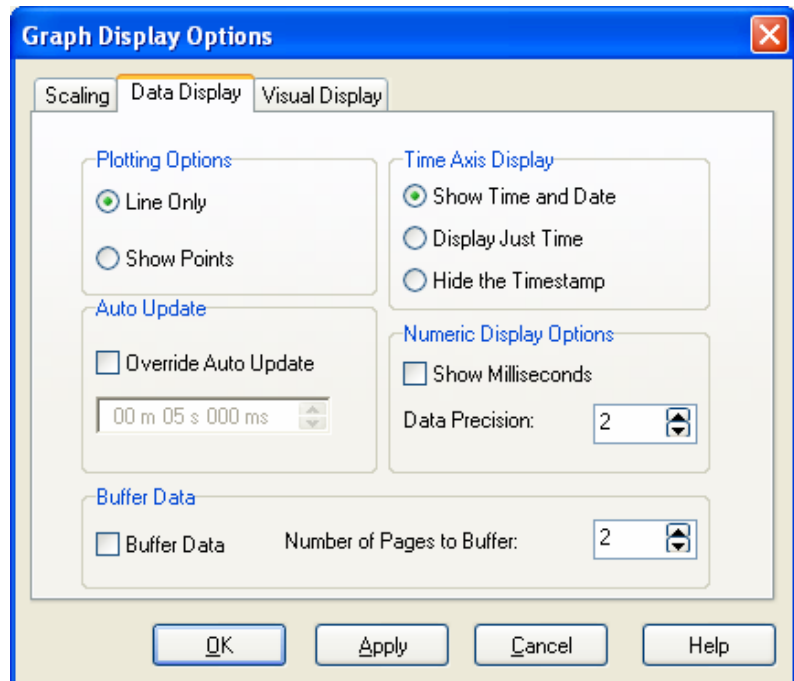 Graph Display Options
Scaling
Data Display
Visual Display
Plotting Options
Line Only
Show Points
Time Axis Display
Show Time and Date
Display Just Time
Hide the Timestamp
Auto Update
Override Auto Update
00 m 05 s 000 ms
Numeric Display Options
Show Milliseconds
Data Precision: 2
Buffer Data
Buffer Data
Number of Pages to Buffer: 2
OK
Apply
Cancel
Help